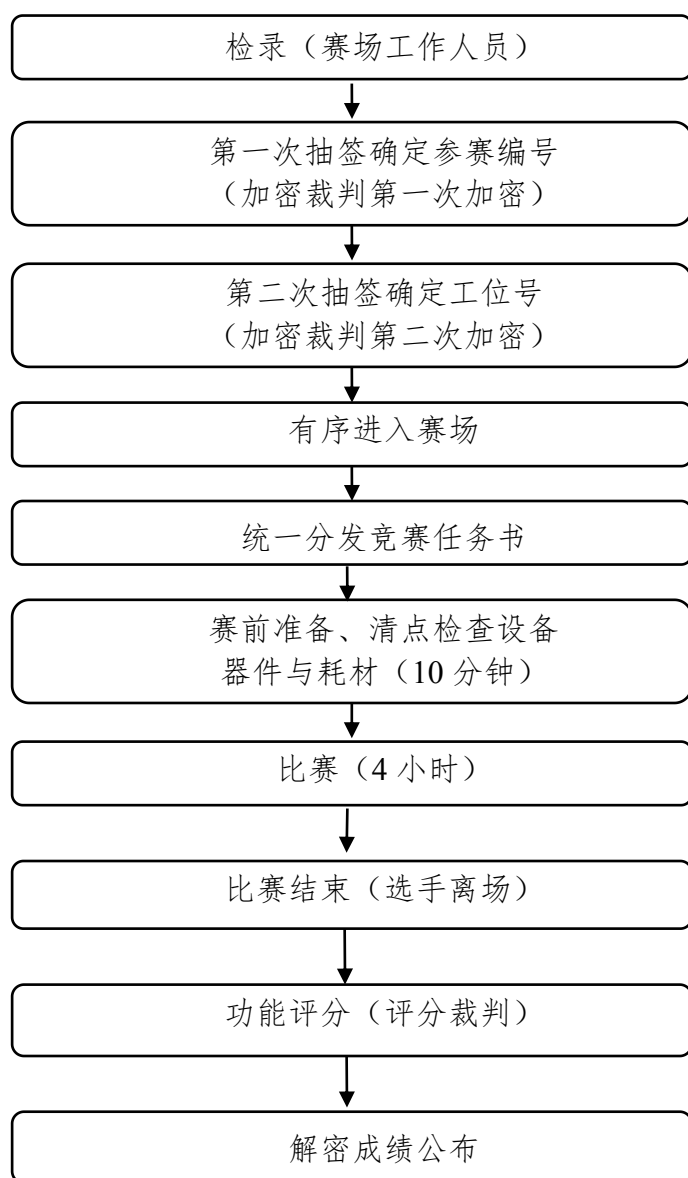 检录（赛场工作人员）
第一次抽签确定参赛编号
（加密裁判第一次加密）
第二次抽签确定工位号
（加密裁判第二次加密）
有序进入赛场
统一分发竞赛任务书
赛前准备、清点检查设备
器件与耗材（10 分钟）
比赛（4 小时）
比赛结束（选手离场）
功能评分（评分裁判）
解密成绩公布